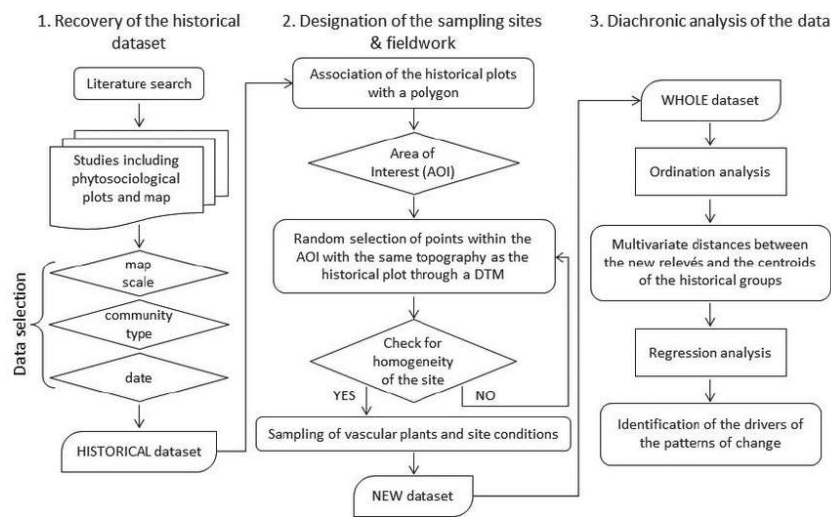 1. Recovery of the historical
dataset
Literature search
Studies including
phytosociological
plots and map
Data selection
map
scale
community
type
date
HISTORICAL dataset
2. Designation of the sampling sites
& fieldwork
Association of the historical plots
with a polygon
Area of
Interest (AOI)
Random selection of points within the
AOI with the same topography as the
historical plot through a DTM
Check for
homogeneity
of the site
YES
NO
Sampling of vascular plants and site conditions
NEW dataset
3. Diachronic analysis of the data
WHOLE dataset
Ordination analysis
Multivariate distances between
the new relevés and the centroids
of the historical groups
Regression analysis
Identification of the drivers of
the patterns of change